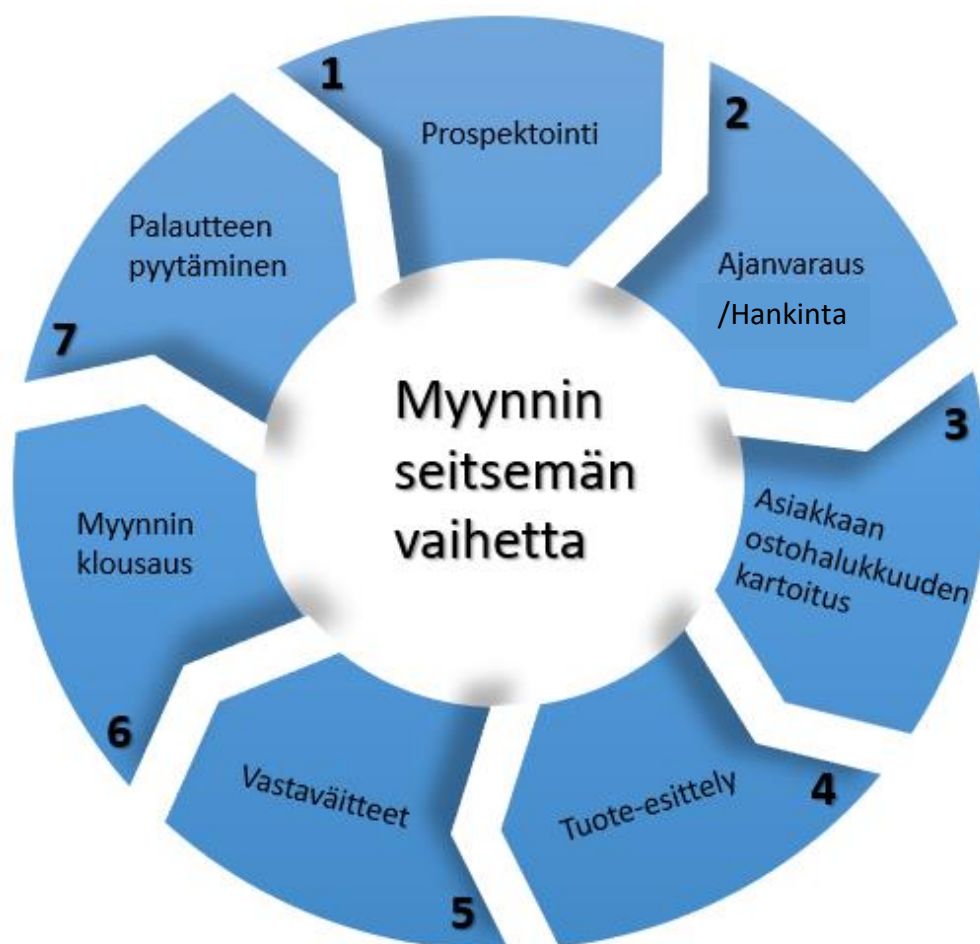 Myynnin
seitsemän
vaihetta
1
Prospektointi
2
Ajanvaraus
/Hankinta
3
Asiakkaan
ostohalukkuuden
kartoitus
4
Tuote-esittely
5
Vastaväitteet
6
Myynnin
klousaus
7
Palautteen
pyytäminen